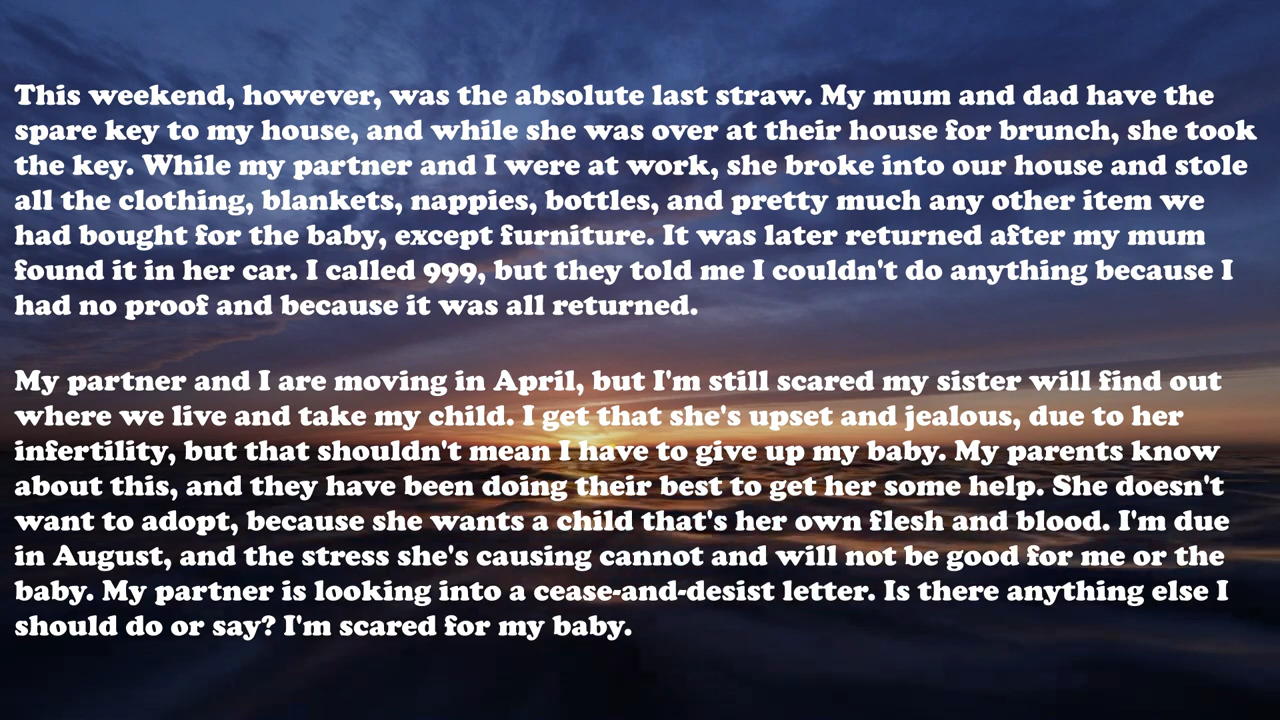 This weekend, however, was the absolute last straw. My mum and dad have the
spare key to my house, and while she was over at their house for brunch, she took
the key. While my partner and I were at work, she broke into our house and stole
all the clothing, blankets, nappies, bottles, and pretty much any other item we
had bought for the baby, except furniture. It was later returned after my mum
found it in her car. I called 999, but they told me I couldn't do anything because I
had no proof and because it was all returned.
My partner and I are moving in April, but I'm still scared my sister will find out
where we live and take my child. I get that she's upset and jealous, due to her
infertility, but that shouldn't mean I have to give up my baby. My parents know
about this, and they have been doing their best to get her some help. She doesn't
want to adopt, because she wants a child that's her own flesh and blood. I'm due
in August, and the stress she's causing cannot and will not be good for me or the
baby. My partner is looking into a cease-and-desist letter. Is there anything else I
should do or say? I'm scared for my baby.